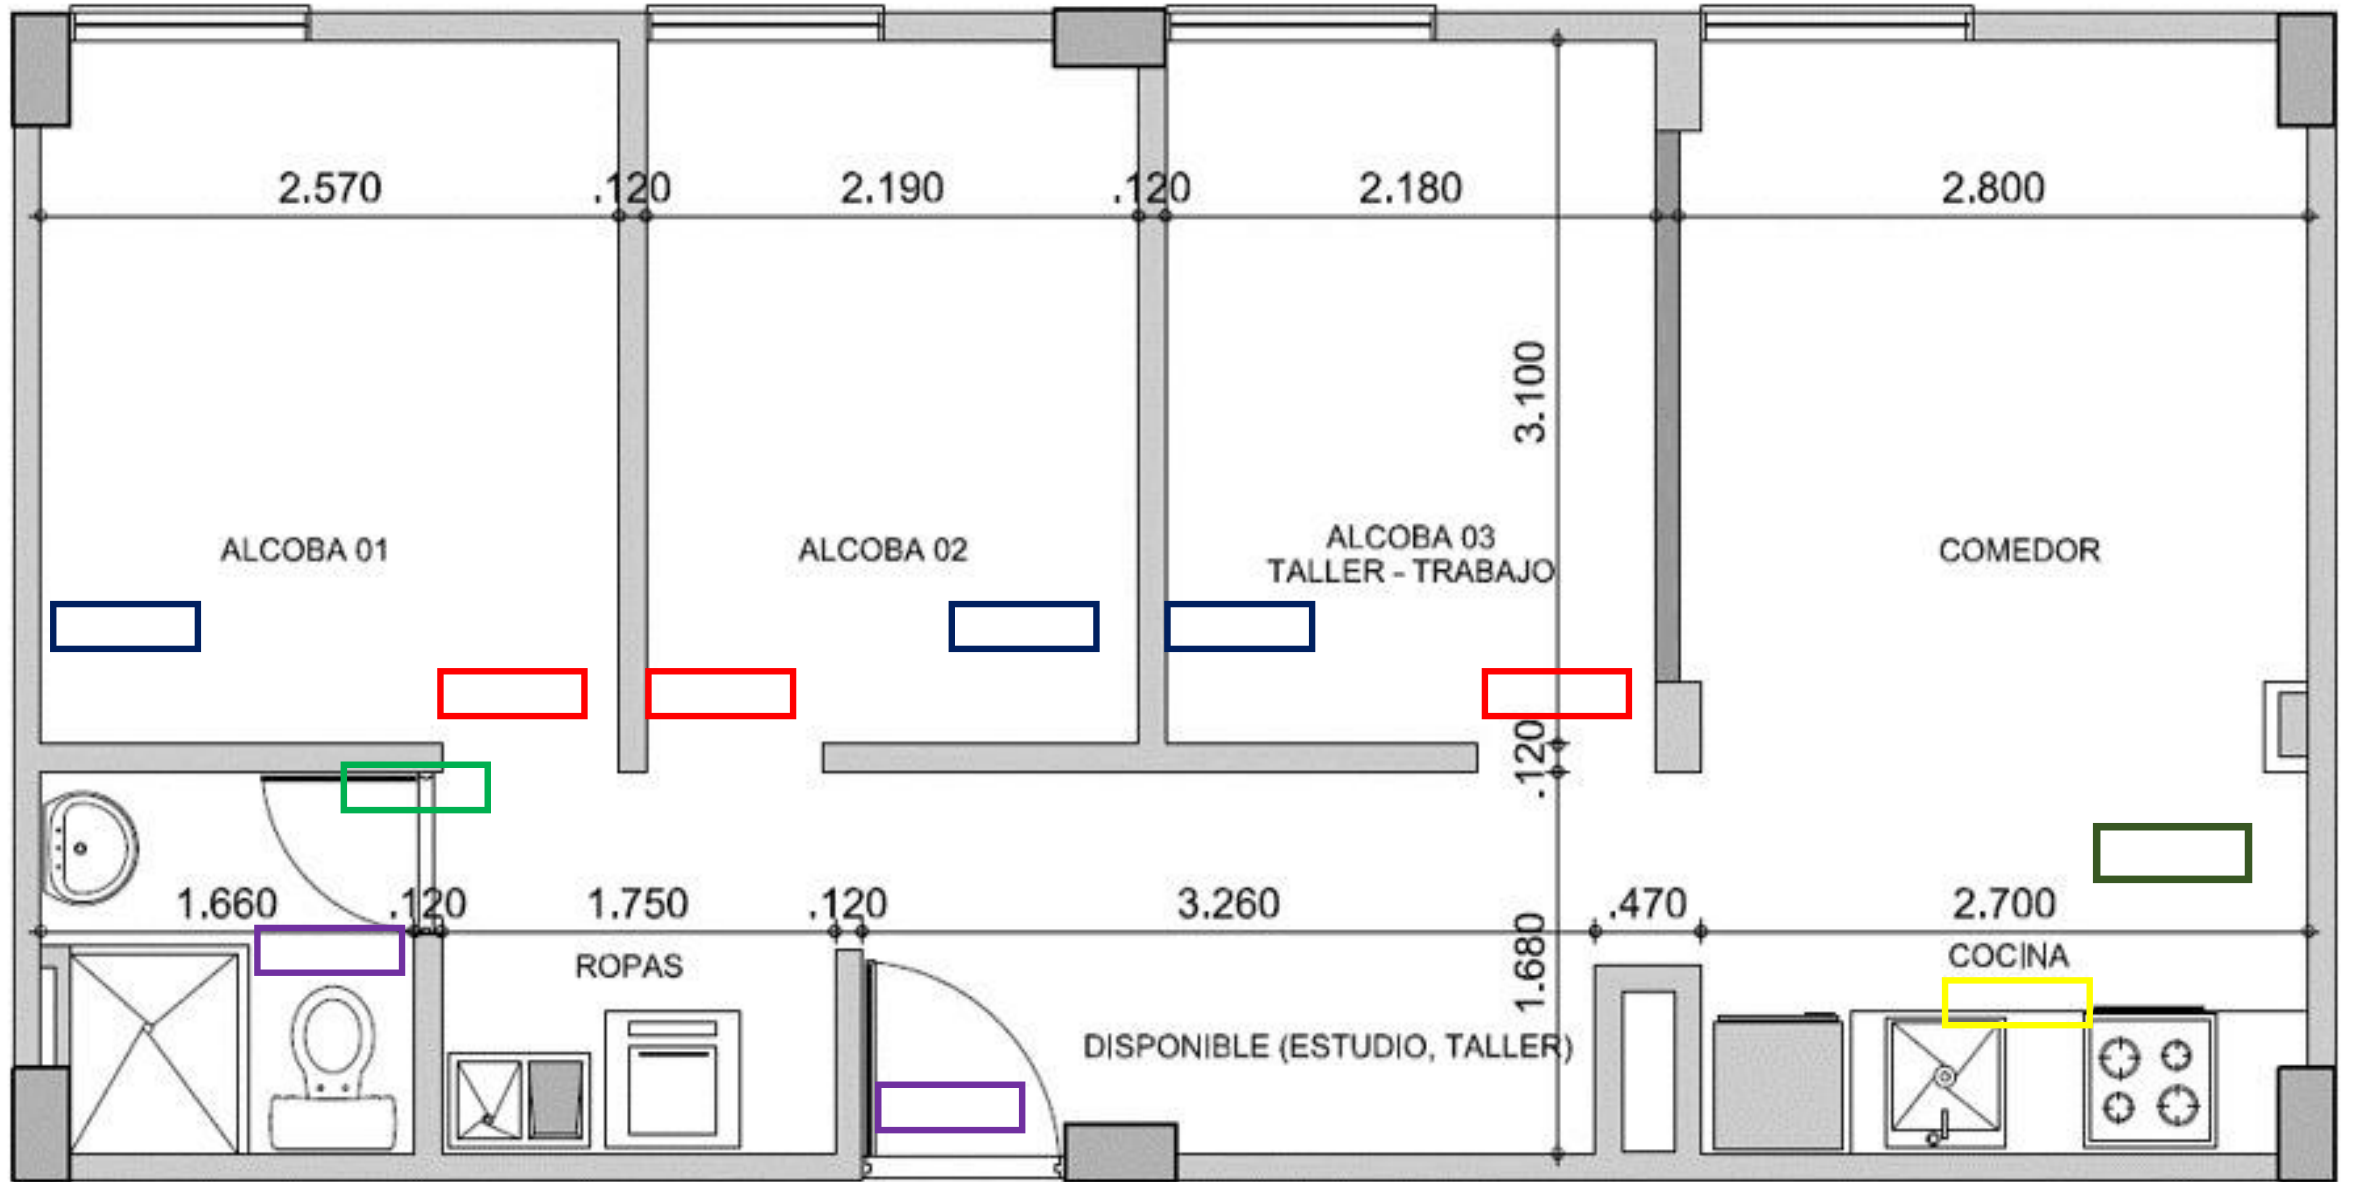 2.570 .120 2.190 .120 2.180 2.800
3.100
ALCOBA 01
ALCOBA 02
ALCOBA 03
TALLER - TRABAJO
COMEDOR
.120
1.660 .120 1.750 .120 3.260 .470 2.700
1.680
ROPAS
COCINA
DISPONIBLE (ESTUDIO, TALLER)